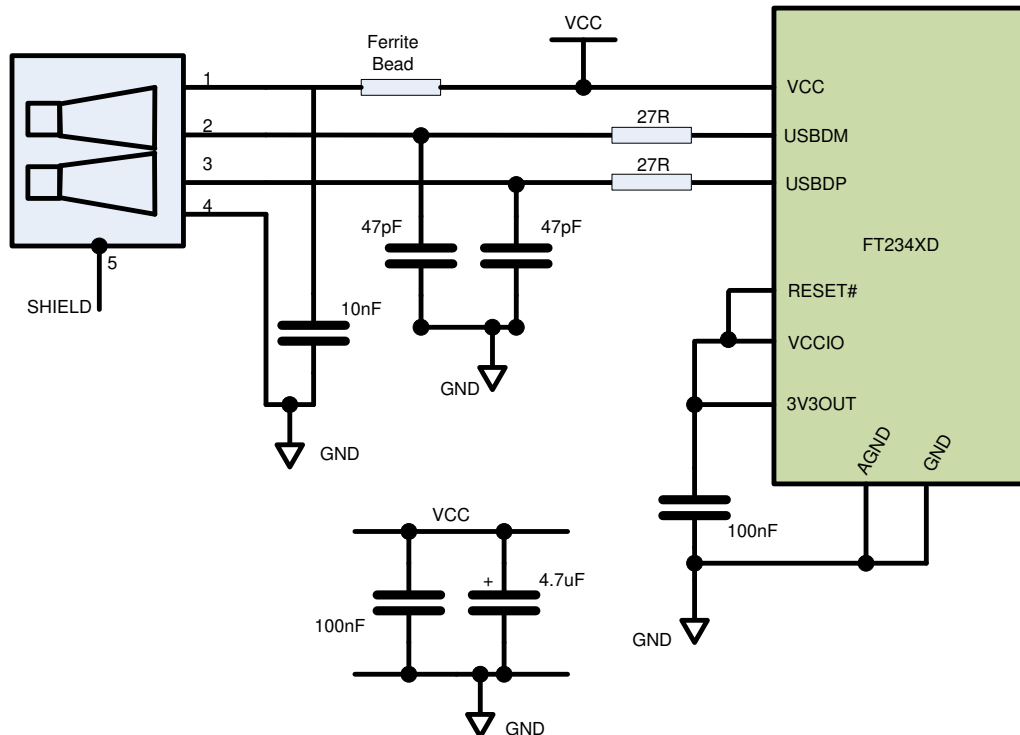 VCC
Ferrite
Bead
1
VCC
27R
2
USBDM
27R
3
USBDP
4
47pF
47pF
FT234XD
5
SHIELD
RESET#
10nF
VCCIO
GND
3V3OUT
GND
AGND
GND
VCC
100nF
4.7uF
+
100nF
GND
GND